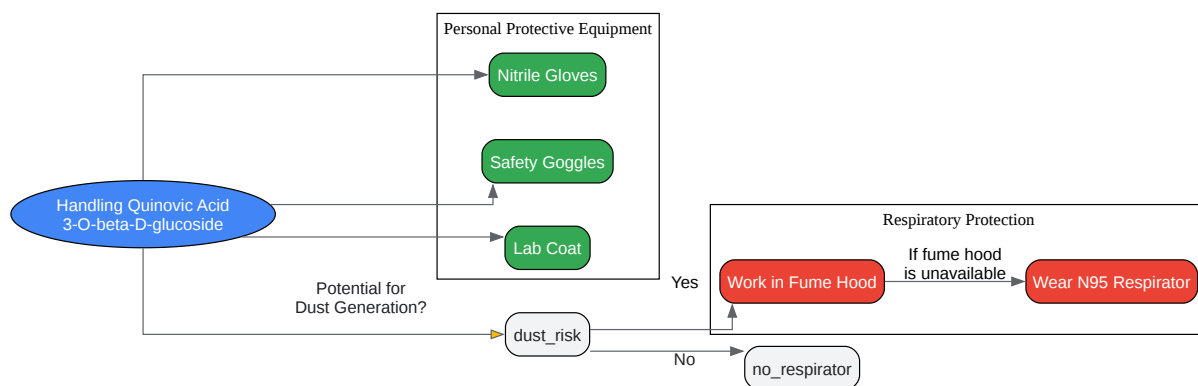 Personal Protective Equipment
Nitrile Gloves
Safety Goggles
Handling Quinovic Acid
3-O-beta-D-glucoside
Lab Coat
Respiratory Protection
If fume hood
is unavailable
Yes
Work in Fume Hood
Wear N95 Respirator
Potential for
Dust Generation?
dust_risk
No
no_respirator